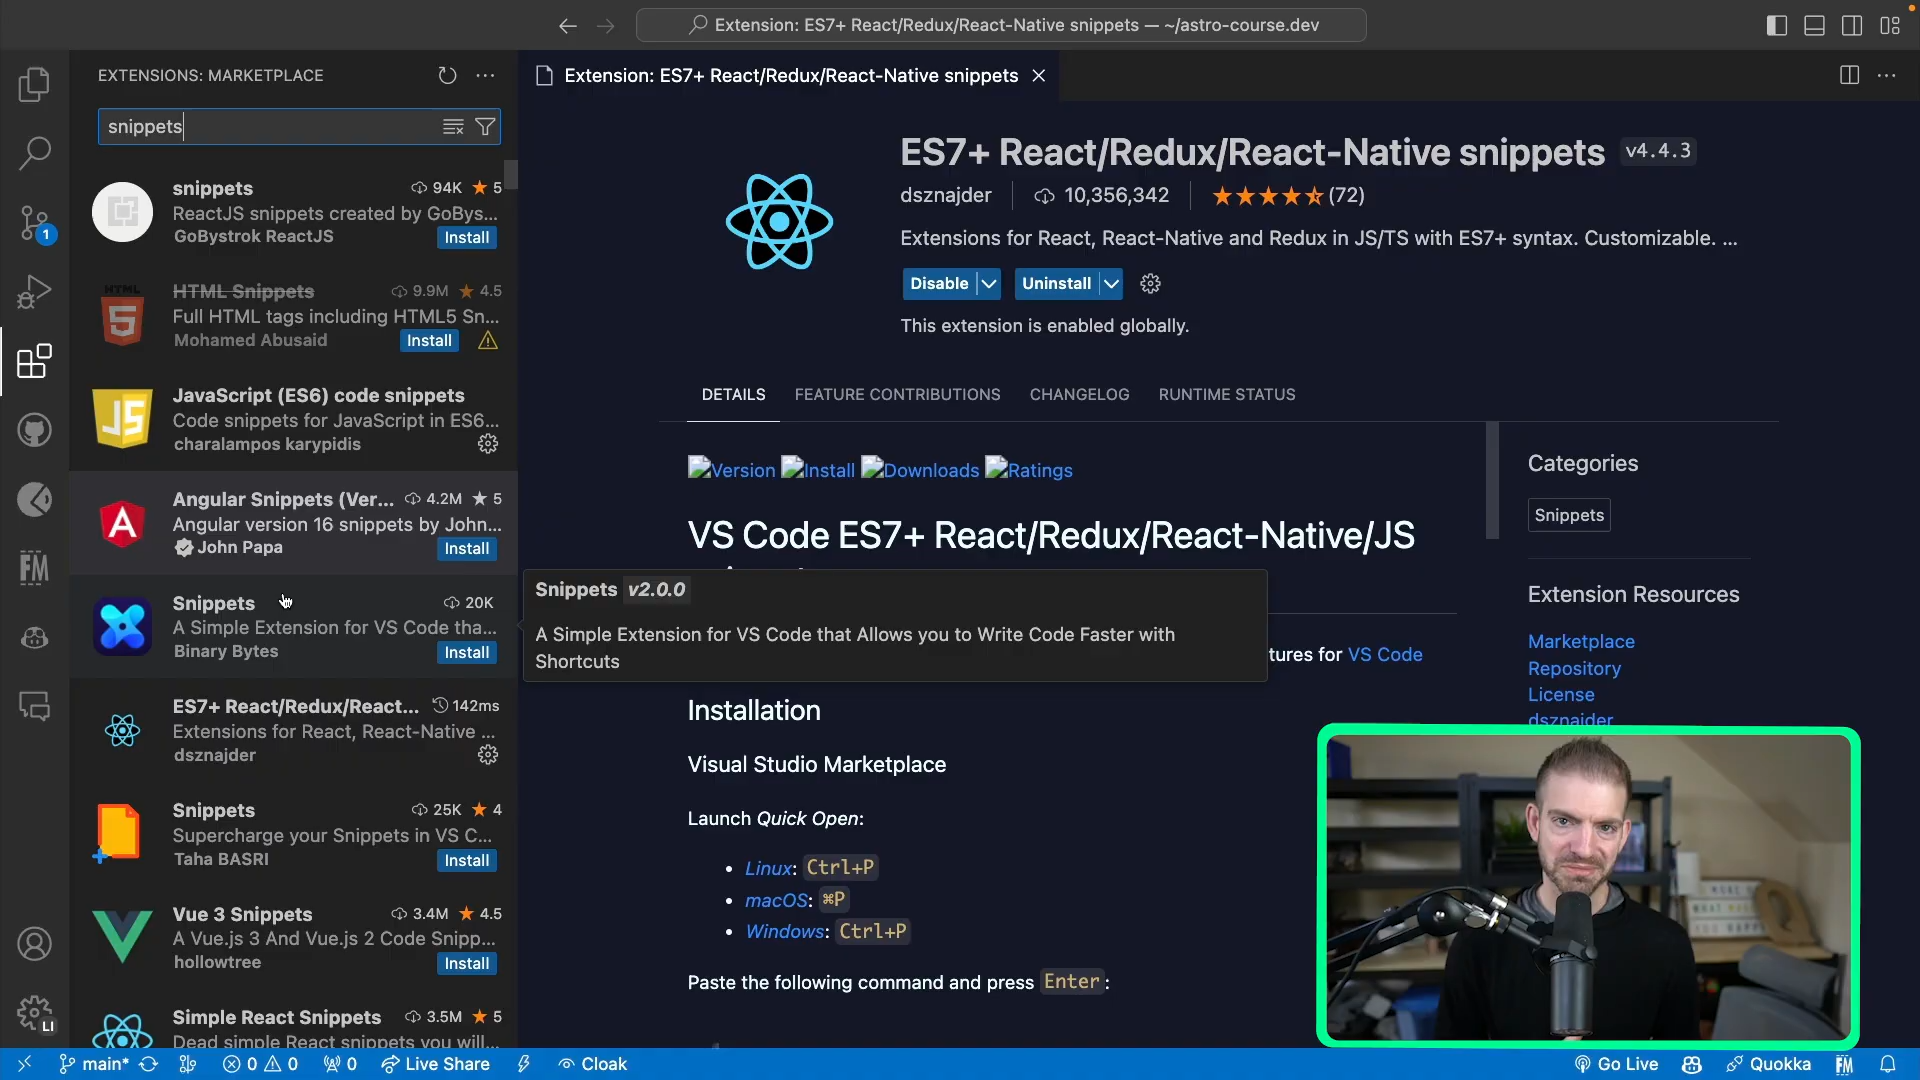 Extension: ES7+ React/Redux/React-Native snippets — ~/astro-course.dev
EXTENSIONS: MARKETPLACE
snippets
snippets 94K 5
ReactJS snippets created by GoBys...
GoBystrok ReactJS Install
HTML Snippets 9.9M 4.5
Full HTML tags including HTML5 Sn...
Mohamed Abusaid Install
JavaScript (ES6) code snippets
Code snippets for JavaScript in ES6...
charalampos karypidis
Angular Snippets (Ver... 4.2M 5
Angular version 16 snippets by John...
John Papa Install
Snippets 20K
A Simple Extension for VS Code tha...
Binary Bytes Install
ES7+ React/Redux/React... 142ms
Extensions for React, React-Native ...
dsznajder
Snippets 25K 4
Supercharge your Snippets in VS C...
Taha BASRI Install
Vue 3 Snippets 3.4M 4.5
A Vue.js 3 And Vue.js 2 Code Snipp...
hollowtree Install
Simple React Snippets 3.5M 5
Dead simple React snippets you will...
1
FM
LI
HTML
5
JS
A
Extension: ES7+ React/Redux/React-Native snippets
ES7+ React/Redux/React-Native snippets v4.4.3
dsznajder 10,356,342 (72)
Extensions for React, React-Native and Redux in JS/TS with ES7+ syntax. Customizable. ...
Disable Uninstall
This extension is enabled globally.
DETAILS FEATURE CONTRIBUTIONS CHANGELOG RUNTIME STATUS
Version Install Downloads Ratings
VS Code ES7+ React/Redux/React-Native/JS
Snippets v2.0.0
A Simple Extension for VS Code that Allows you to Write Code Faster with
Shortcuts
tures for VS Code
Installation
Visual Studio Marketplace
Launch Quick Open:
• Linux: Ctrl+P
• macOS: ⌘P
• Windows: Ctrl+P
Paste the following command and press Enter:
Categories
Snippets
Extension Resources
Marketplace
Repository
License
dsznajder
main* 0 0 0 Live Share Cloak
Go Live Quokka FM